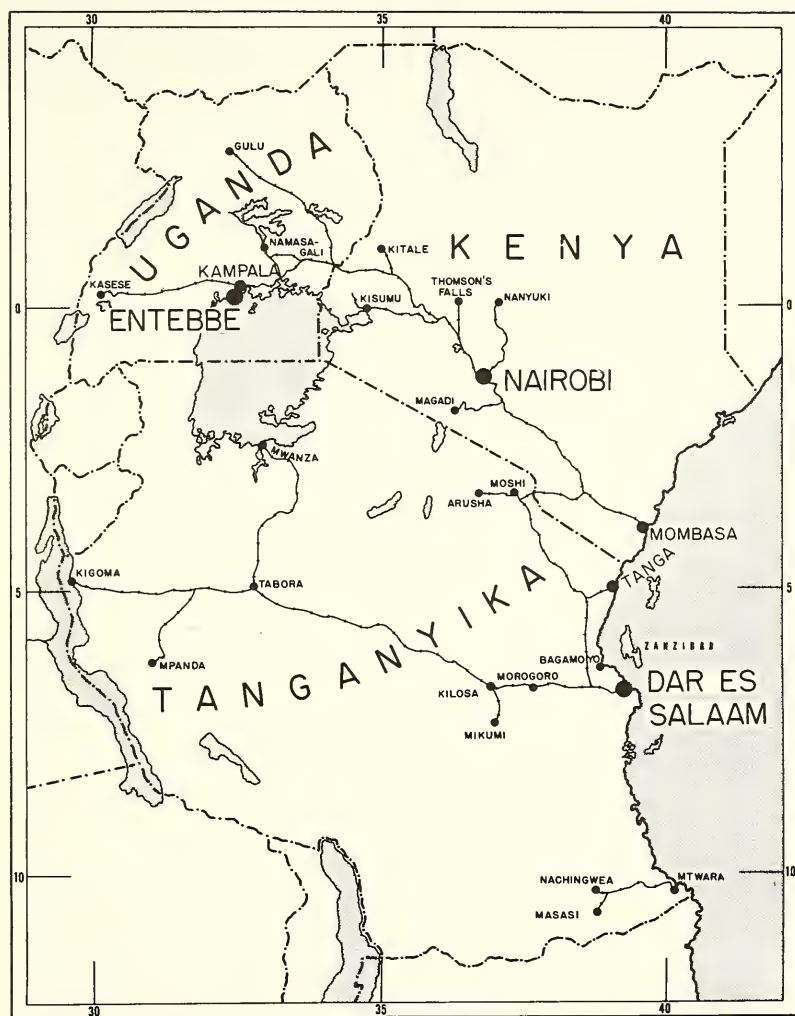 30
35
40
GULU
UGANDA
NAMASA-
GALI
KITALE
KENYA
KASESE
KAMPALA
THOMSON'S
FALLS
NANYUKI
KISUMU
0
0
ENTEBBE
NAIROBI
MAGADI
MWANZA
MOSHI
ARUSHA
MOMBASA
TANGA
KIGOMA
TABORA
5
5
TANGANYIKA
ZANZIBAR
MPANDA
BAGAMOYO
MOROGORO
KILOSA
DAR ES
SALAAM
MIKUMI
10
10
NACHINGWEA
MTWARA
MASASI
30
35
40